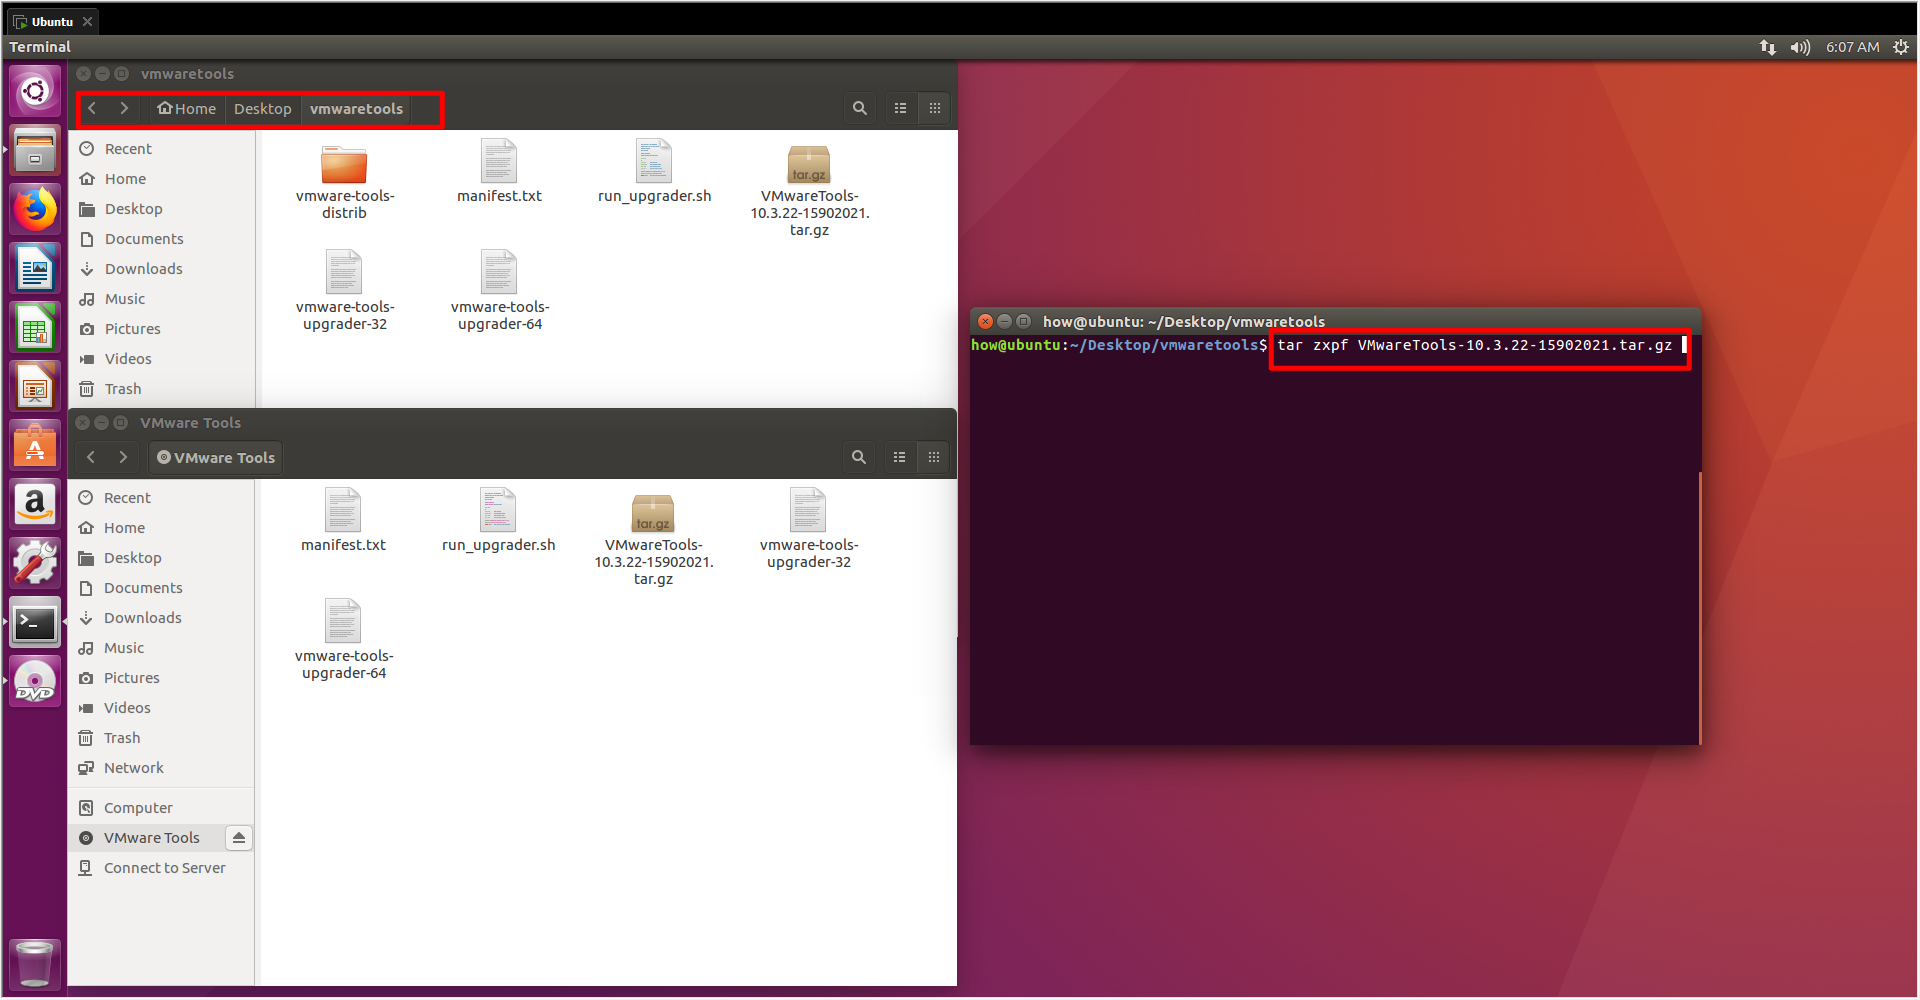 Ubuntu
Terminal
6:07 AM
vmwaretools
Home
Desktop
vmwaretools
Recent
Home
Desktop
Documents
Downloads
Music
Pictures
Videos
Trash
vmware-tools-
distrib
manifest.txt
run_upgrader.sh
tar.gz
VMwareTools-
10.3.22-15902021.
tar.gz
vmware-tools-
upgrader-32
vmware-tools-
upgrader-64
VMware Tools
VMware Tools
Recent
Home
Desktop
Documents
Downloads
Music
Pictures
Videos
Trash
Network
Computer
VMware Tools
Connect to Server
manifest.txt
run_upgrader.sh
tar.gz
VMwareTools-
10.3.22-15902021.
tar.gz
vmware-tools-
upgrader-32
vmware-tools-
upgrader-64
how@ubuntu: ~/Desktop/vmwaretools
how@ubuntu:~/Desktop/vmwaretools$ tar zxpf VMwareTools-10.3.22-15902021.tar.gz
A
a
>_
DVD